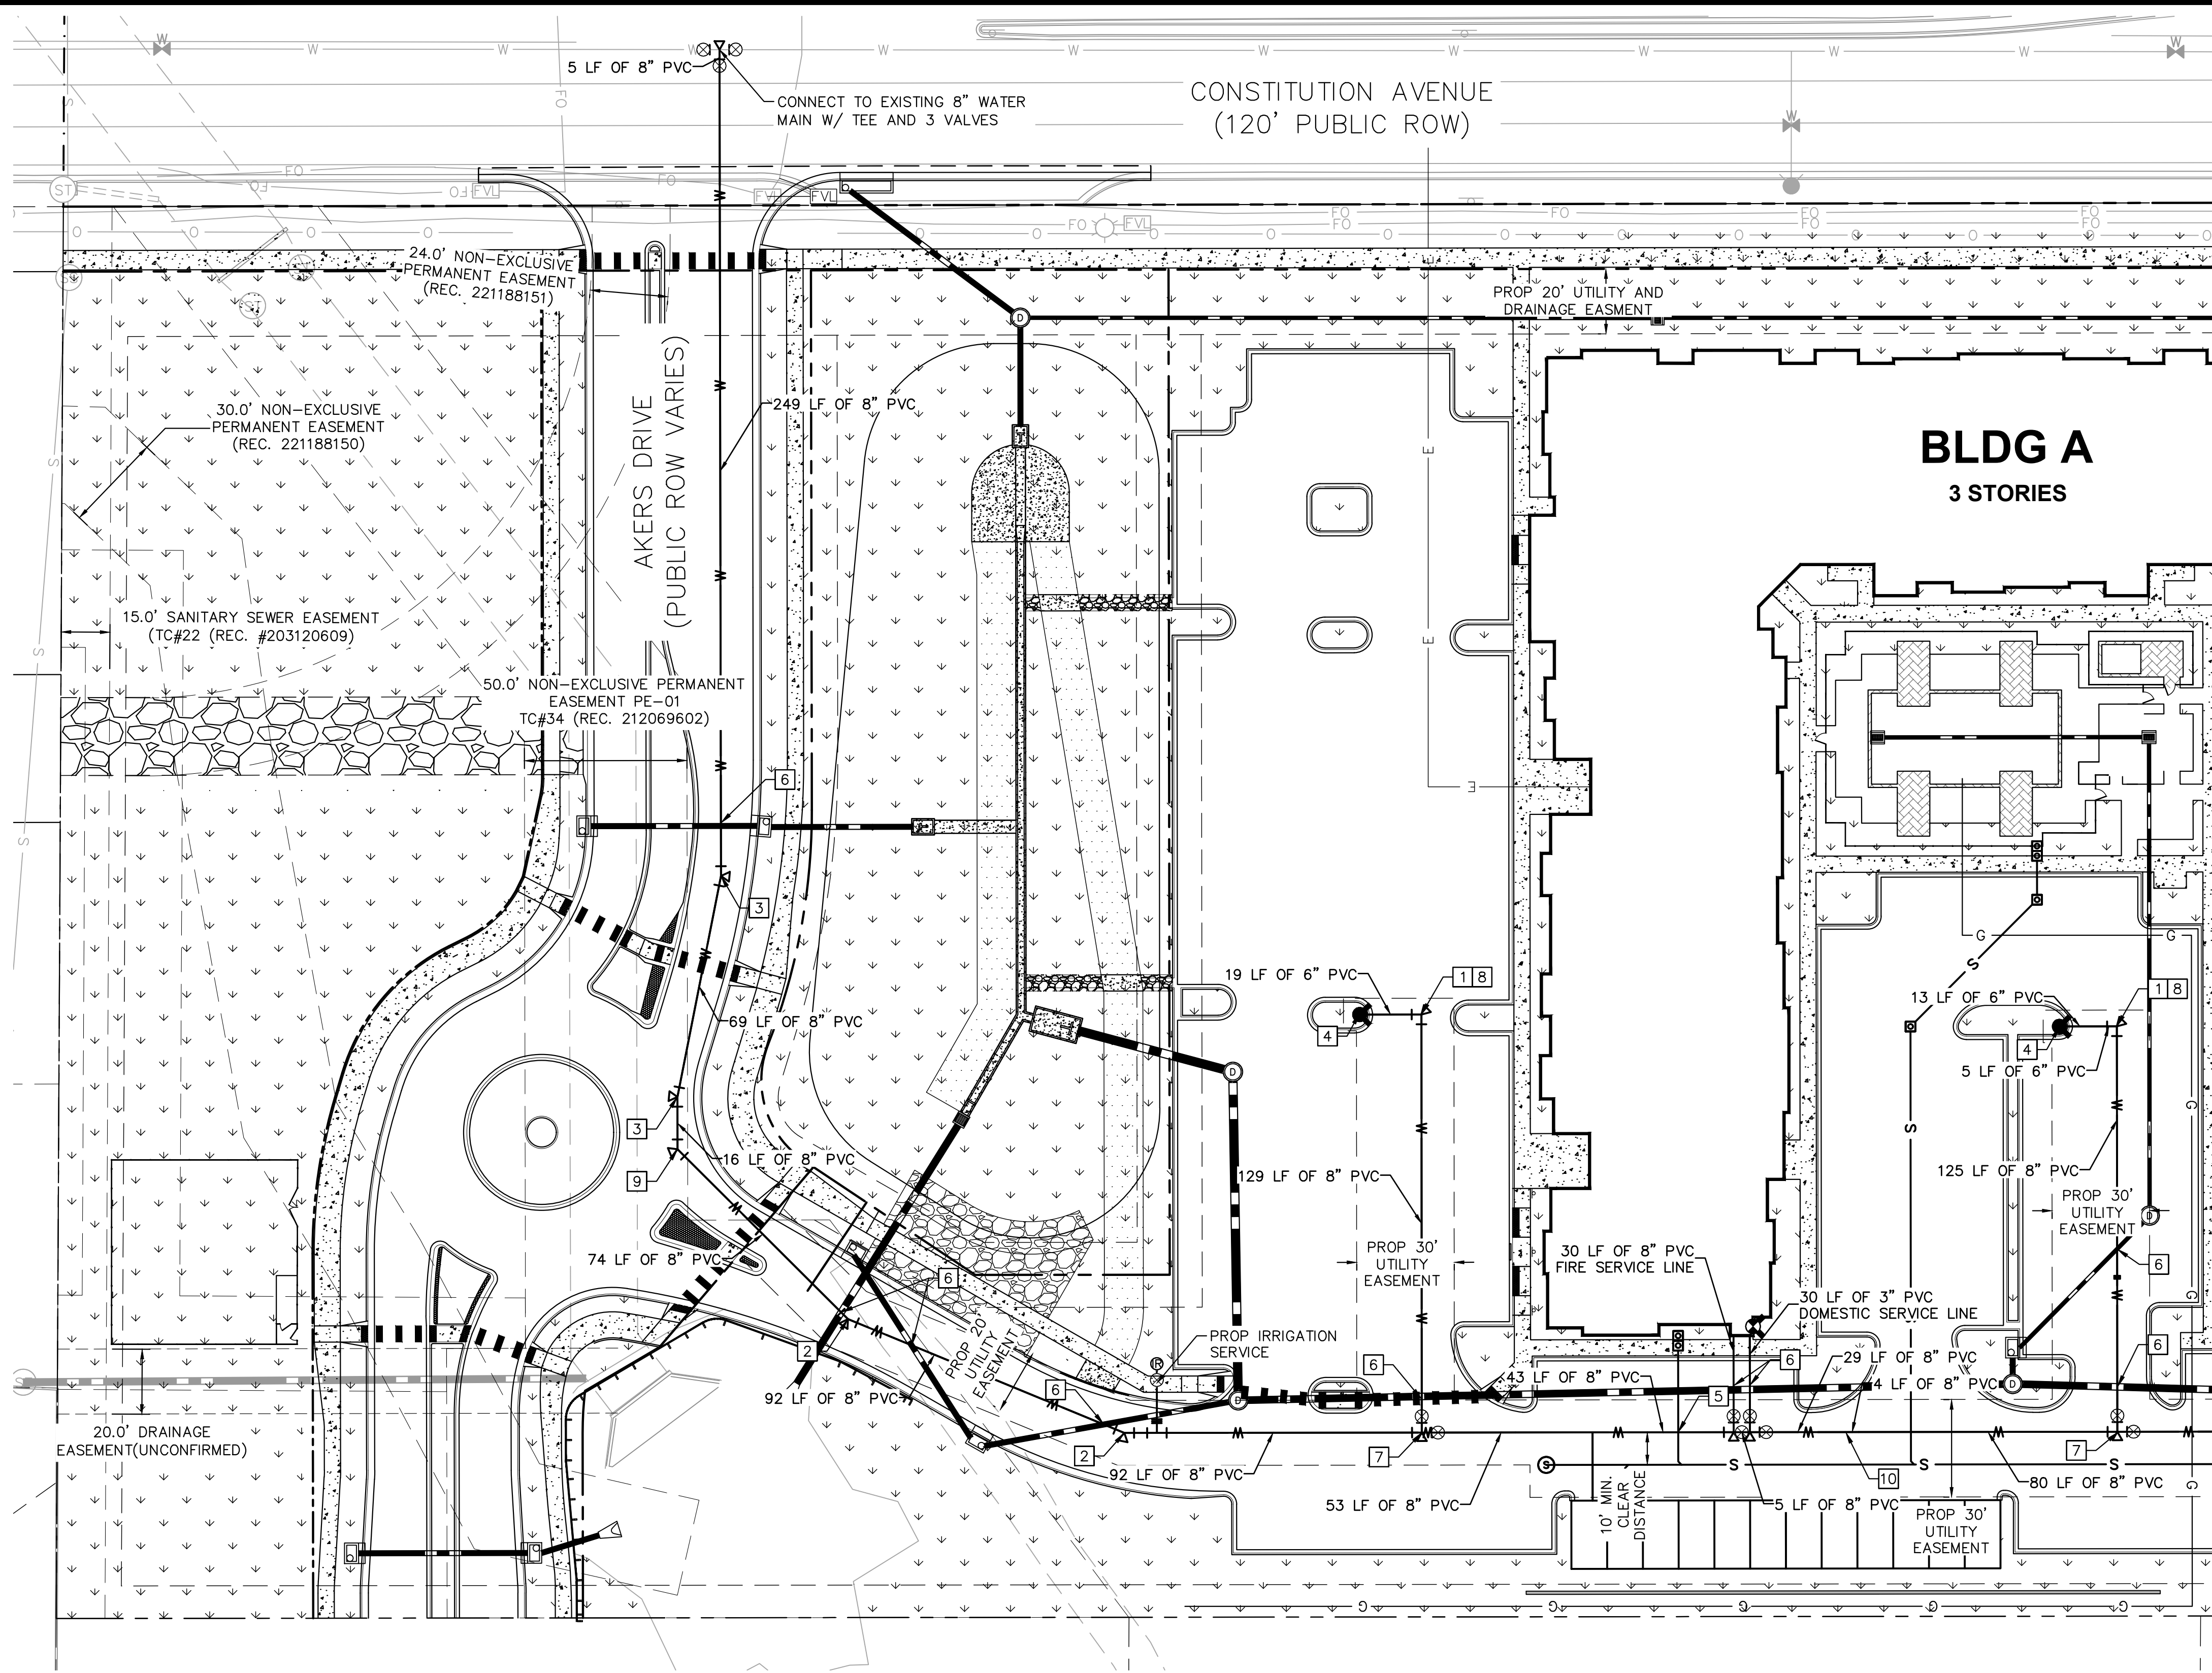 5 LF OF 8" PVC
CONNECT TO EXISTING 8" WATER
MAIN W/ TEE AND 3 VALVES
CONSTITUTION AVENUE
(120' PUBLIC ROW)
24.0' NON-EXCLUSIVE
PERMANENT EASEMENT
(REC. 221188151)
PROP 20' UTILITY AND
DRAINAGE EASMENT
30.0' NON-EXCLUSIVE
PERMANENT EASEMENT
(REC. 221188150)
AKERS DRIVE
(PUBLIC ROW VARIES)
249 LF OF 8" PVC
BLDG A
3 STORIES
15.0' SANITARY SEWER EASEMENT
(TC#22 (REC. #203120609)
50.0' NON-EXCLUSIVE PERMANENT
EASEMENT PE-01
TC#34 (REC. 212069602)
6
3
69 LF OF 8" PVC
19 LF OF 6" PVC
1 8
4
13 LF OF 6" PVC
1 8
4
5 LF OF 6" PVC
3
16 LF OF 8" PVC
9
129 LF OF 8" PVC
125 LF OF 8" PVC
PROP 30'
UTILITY
EASEMENT
74 LF OF 8" PVC
6
PROP 30'
UTILITY
EASEMENT
30 LF OF 8" PVC
FIRE SERVICE LINE
6
30 LF OF 3" PVC
DOMESTIC SERVICE LINE
PROP IRRIGATION
SERVICE
2
PROP 20'
UTILITY
EASEMENT
92 LF OF 8" PVC
6
6
43 LF OF 8" PVC
5
6
29 LF OF 8" PVC
4 LF OF 8" PVC
6
20.0' DRAINAGE
EASEMENT(UNCONFIRMED)
2
92 LF OF 8" PVC
7
53 LF OF 8" PVC
10' MIN.
CLEAR
DISTANCE
5 LF OF 8" PVC
10
7
80 LF OF 8" PVC
PROP 30'
UTILITY
EASEMENT